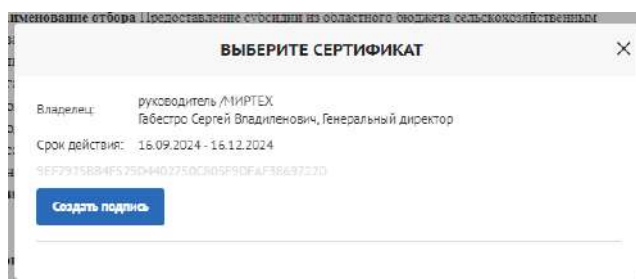 именование отбора Предоставление субсидии из областного бюджета сельскохозяйственным
ВЫБЕРИТЕ СЕРТИФИКАТ
Владелец: руководитель /МИРТЕХ
Габестро Сергей Владиленович, Генеральный директор
Срок действия: 16.09.2024 - 16.12.2024
Создать подпись